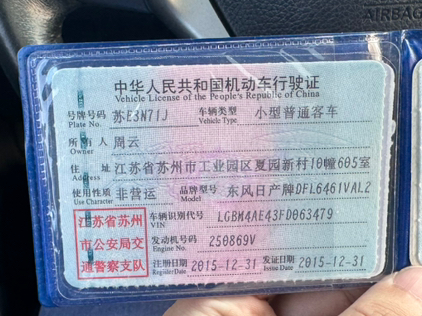 AIRBAG
中华人民共和国机动车行驶证
Vehicle License of the People's Republic of China
号牌号码 苏E3N71J 车辆类型 小型普通客车
Plate No. Vehicle Type
所有人 周云
Owner
住址 江苏省苏州市工业园区夏园新村10幢605室
Address
使用性质 非营运 品牌型号 东风日产牌DFL6461VAL2
Use Character Model
江苏省苏州市公安局交通警察支队
车辆识别代号 LGBM4AE43FD063479
VIN
发动机号码 250869V
Engine No.
注册日期 2015-12-31 发证日期 2015-12-31
Register Date Issue Date